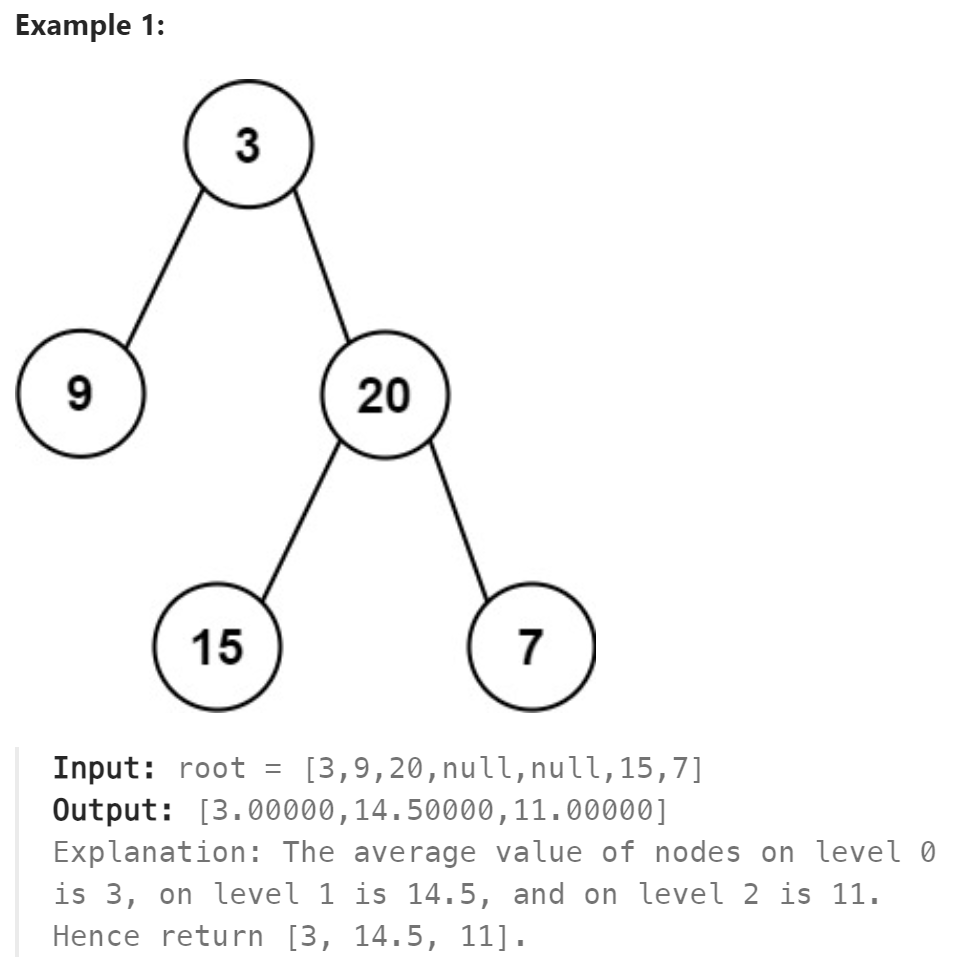 Example 1:
3
9
20
15
7
Input: root = [3,9,20,null,null,15,7]
Output: [3.00000,14.50000,11.00000]
Explanation: The average value of nodes on level 0
is 3, on level 1 is 14.5, and on level 2 is 11.
Hence return [3, 14.5, 11].